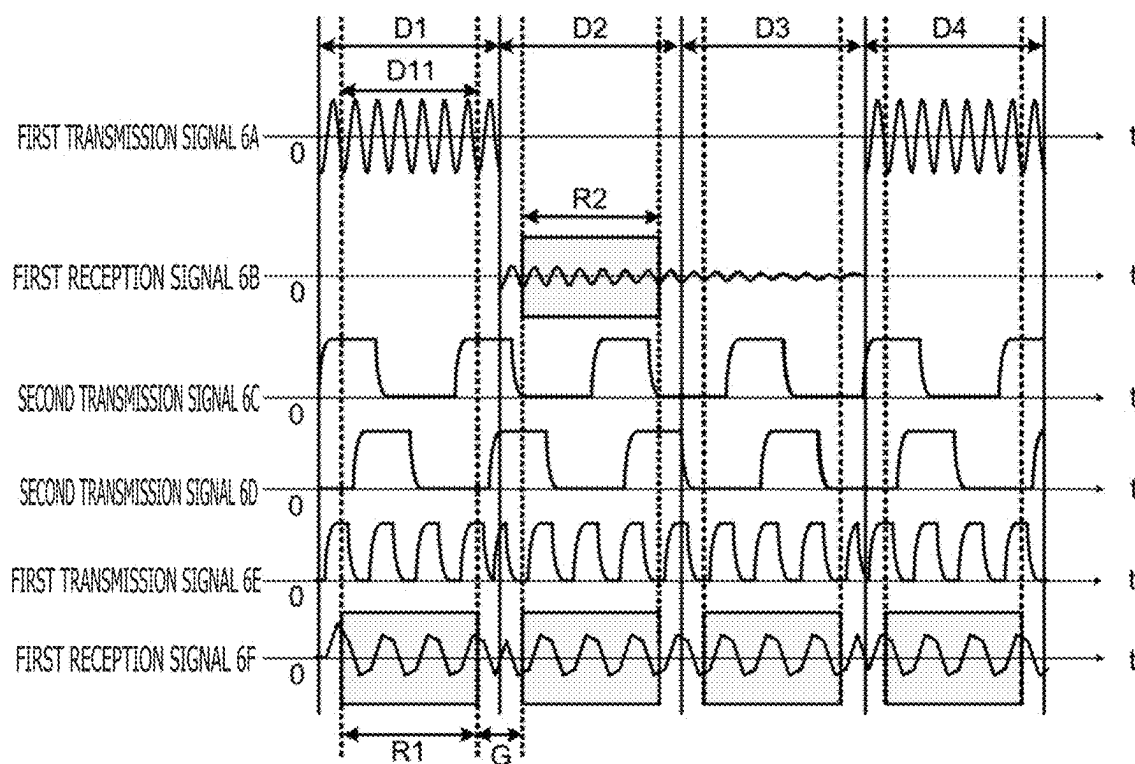 D1 D2 D3 D4
D11
FIRST TRANSMISSION SIGNAL 6A 0 t
R2
FIRST RECEPTION SIGNAL 6B 0 t
SECOND TRANSMISSION SIGNAL 6C 0 t
SECOND TRANSMISSION SIGNAL 6D 0 t
FIRST TRANSMISSION SIGNAL 6E 0 t
FIRST RECEPTION SIGNAL 6F 0 t
R1 G